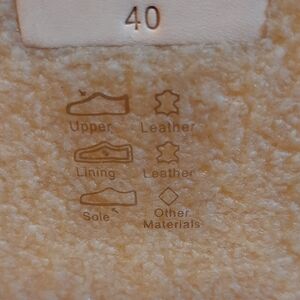 40
Upper Leather
Lining Leather
Sole Other
Materials